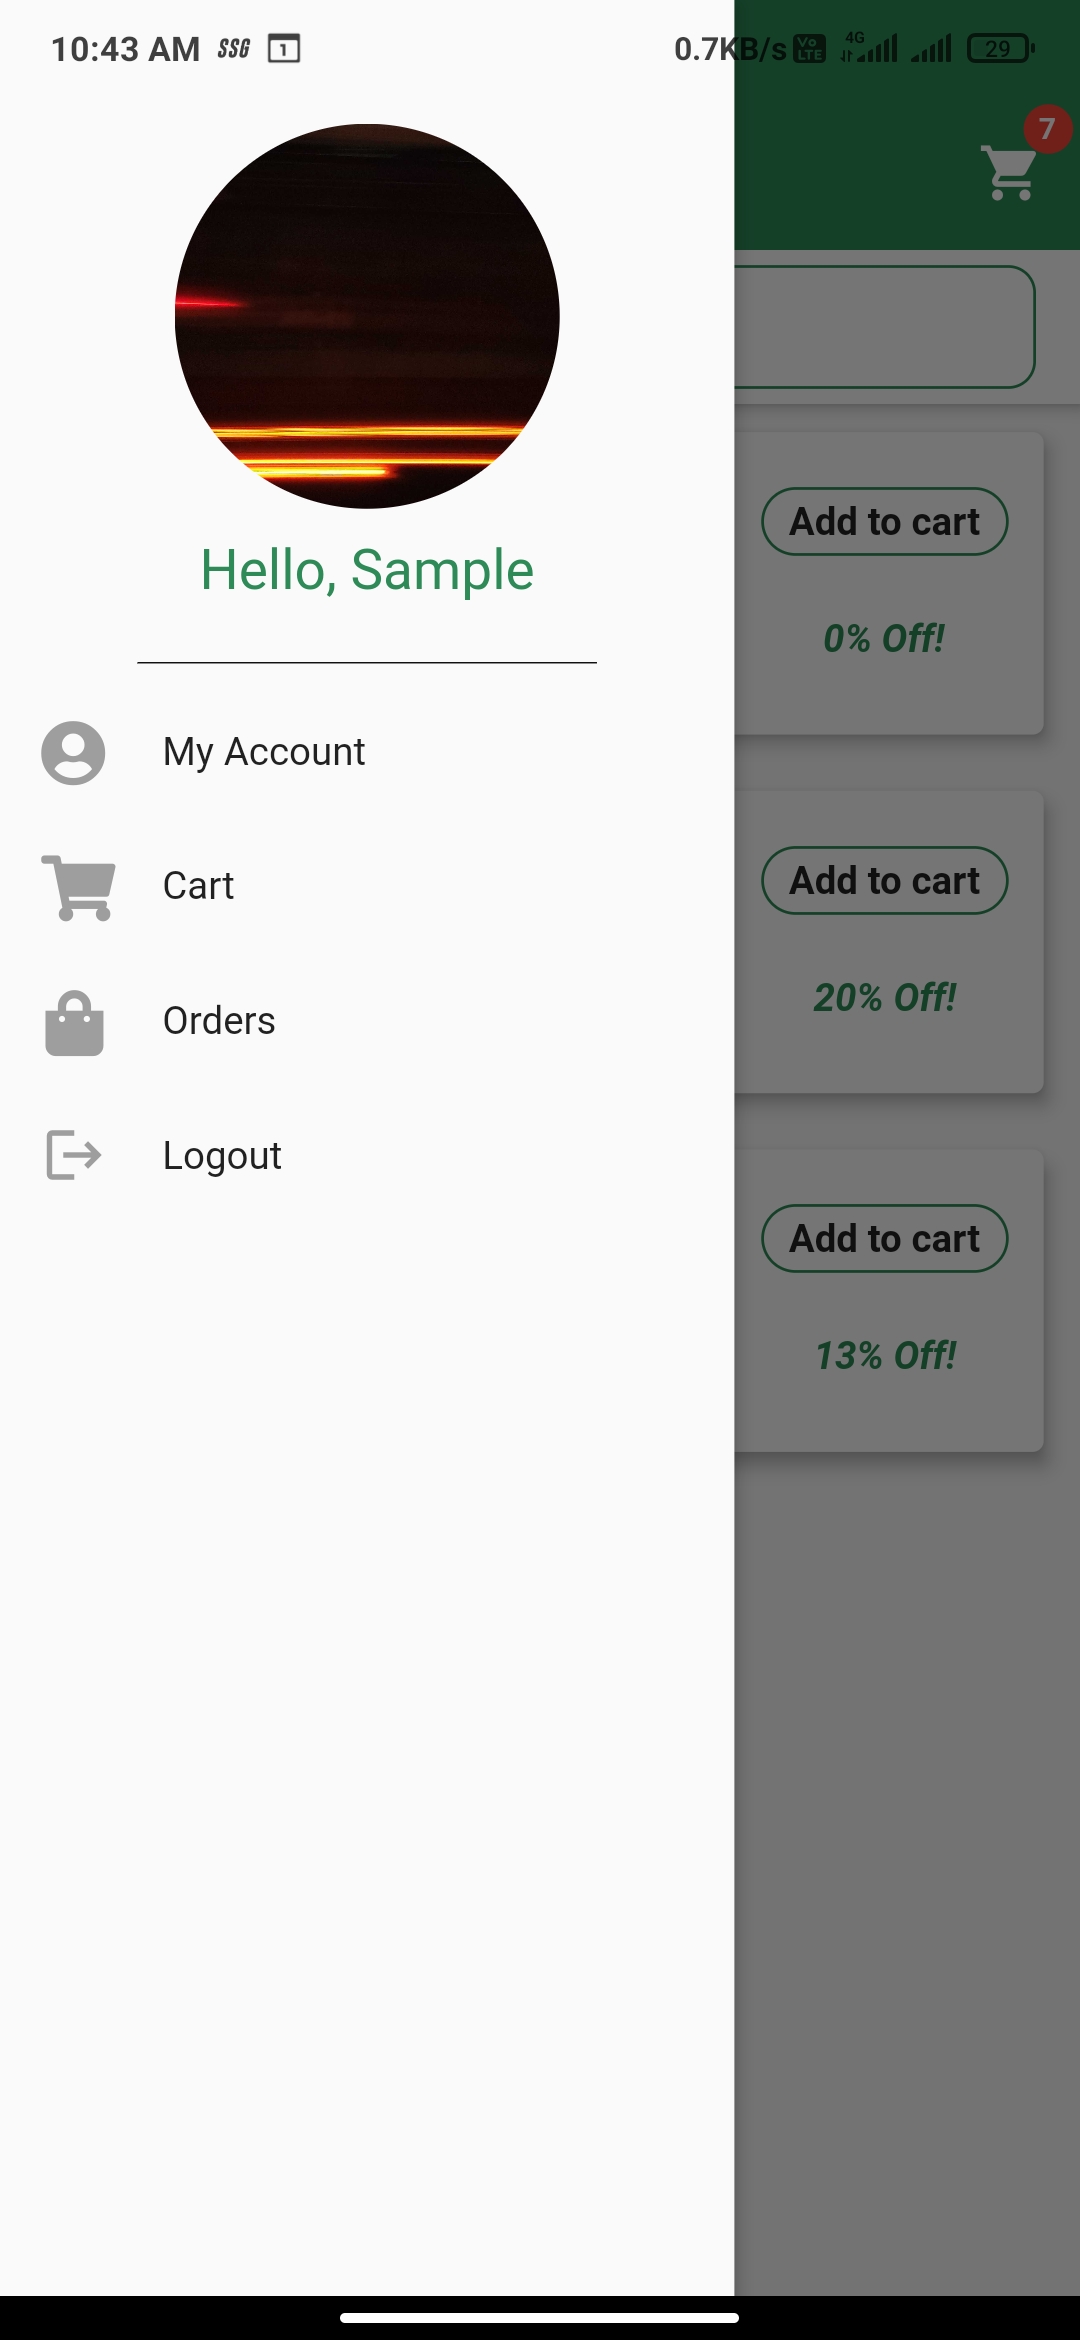 10:43 AM SSG 1 0.7KB/s Vo LTE 4G 29
7
Hello, Sample
My Account
Cart
Orders
Logout
Add to cart
0% Off!
Add to cart
20% Off!
Add to cart
13% Off!